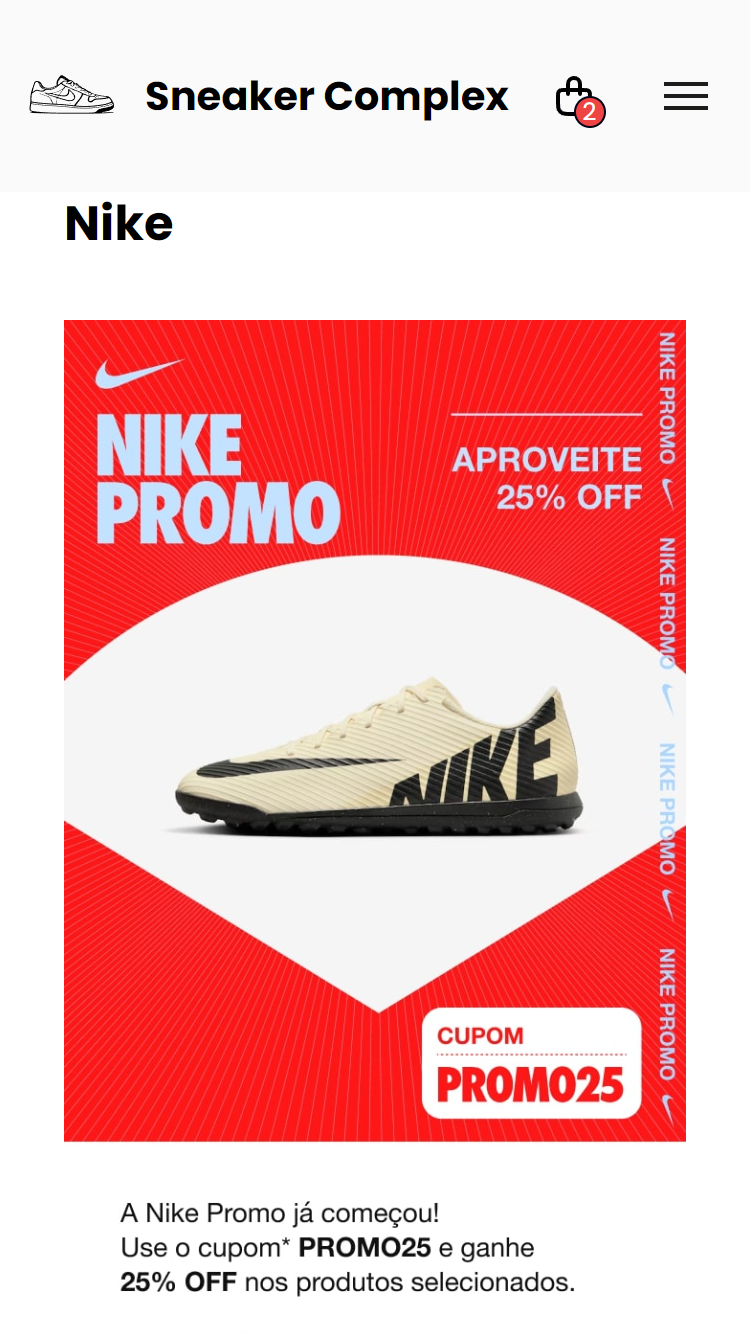 Sneaker Complex
2
Nike
NIKE
PROMO
APROVEITE
25% OFF
NIKE PROMO
NIKE PROMO
NIKE PROMO
NIKE PROMO
NIKE
CUPOM
PROMO25
A Nike Promo já começou!
Use o cupom* PROMO25 e ganhe
25% OFF nos produtos selecionados.